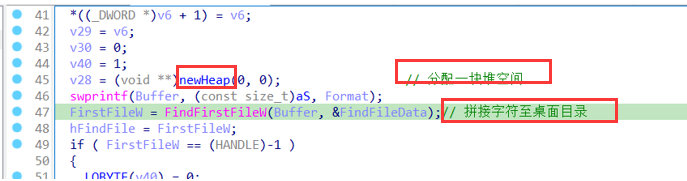 41 *((_DWORD *)v6 + 1) = v6;
42 v29 = v6;
43 v30 = 0;
44 v40 = 1;
45 v28 = (void **)newHeap(0, 0); // 分配一块堆空间
46 swprintf(Buffer, (const size_t)aS, Format);
47 FirstFileW = FindFirstFileW(Buffer, &FindFileData);// 拼接字符至桌面目录
48 hFindFile = FirstFileW;
49 if ( FirstFileW == (HANDLE)-1 )
50 {
51 LOBYTE(v40) = 0;